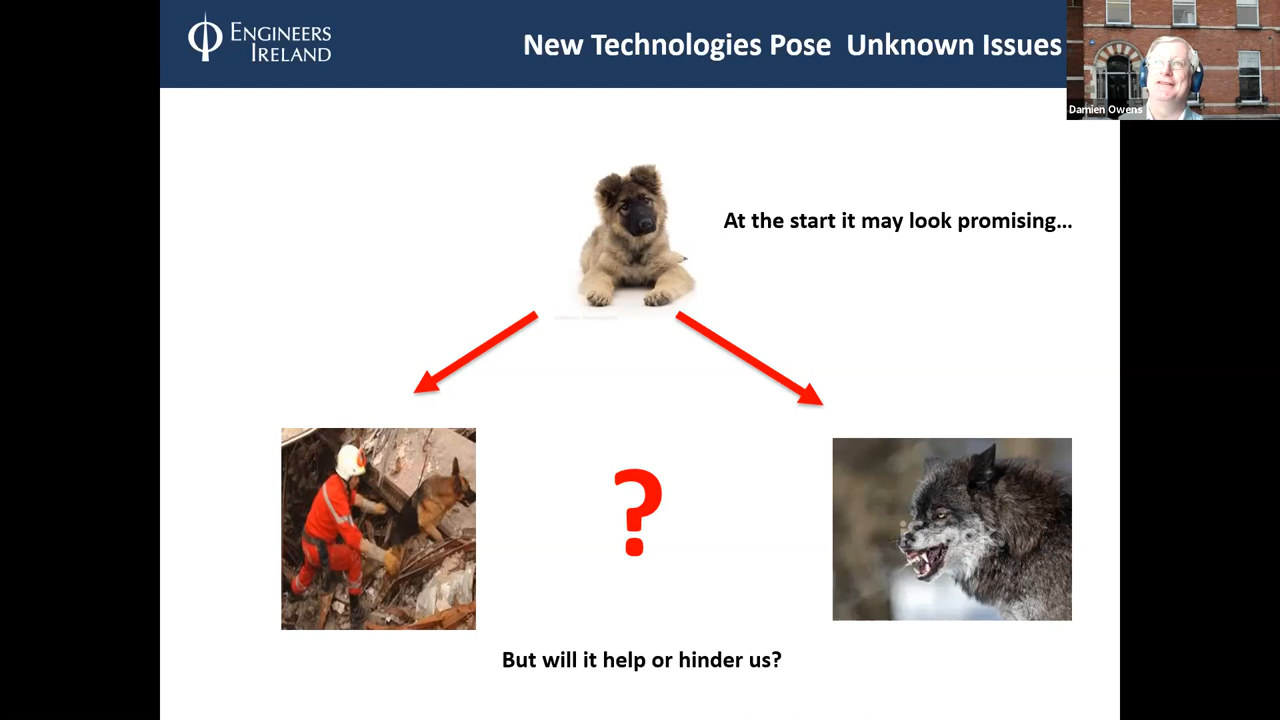 ENGINEERS
IRELAND
New Technologies Pose  Unknown Issues
Damien Owens
At the start it may look promising...
?
But will it help or hinder us?